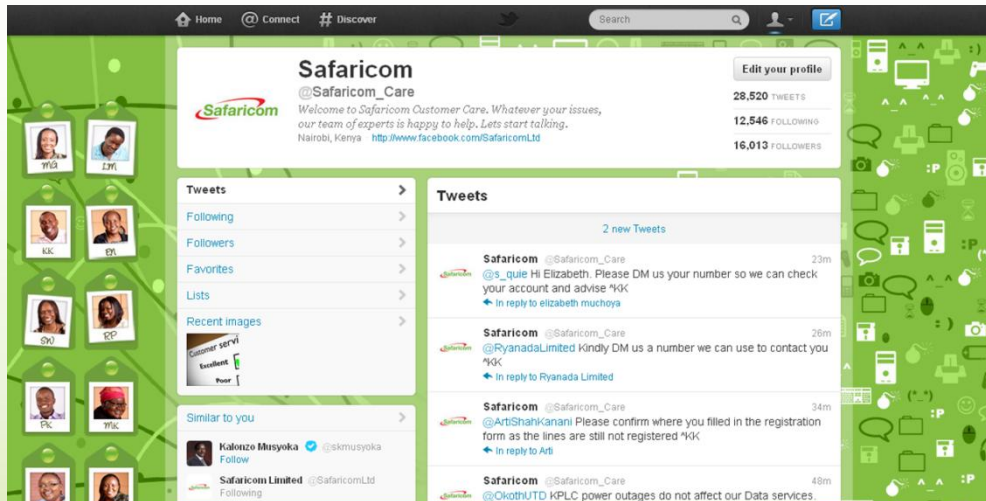 Home
Connect
Discover
Search
Safaricom
@Safaricom_Care
Safaricom
Welcome to Safaricom Customer Care. Whatever your issues,
our team of experts is happy to help. Lets start talking.
Nairobi, Kenya http://www.facebook.com/SafaricomLtd
Edit your profile
28,520 TWEETS
12,546 FOLLOWING
16,013 FOLLOWERS
MG
LM
KK
EN
SW
RP
PK
MK
Tweets
Following
Followers
Favorites
Lists
Recent images
Customer servi
Excellent
Poor
Similar to you
Kalonzo Musyoka @skmusyoka
Follow
Safaricom Limited @SafaricomLtd
Following
Tweets
2 new Tweets
Safaricom @Safaricom_Care 23m
@s_quie Hi Elizabeth. Please DM us your number so we can check
your account and advise ^KK
In reply to elizabeth muchoya
Safaricom @Safaricom_Care 26m
@RyanadaLimited Kindly DM us a number we can use to contact you
^KK
In reply to Ryanada Limited
Safaricom @Safaricom_Care 34m
@ArtiShahKanani Please confirm where you filled in the registration
form as the lines are still not registered ^KK
In reply to Arti
Safaricom @Safaricom_Care 48m
@OkothUTD KPLC power outages do not affect our Data services.
^_^
:)
^_^
^_^
:P
:P
^_^
: )
(^_^)
:P
:P
^_^
:P